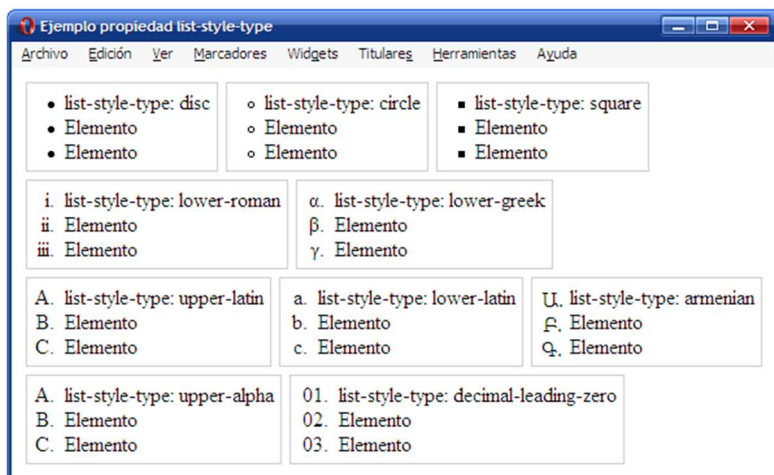 Ejemplo propiedad list-style-type
Archivo Edición Ver Marcadores Widgets Titulares Herramientas Ayuda
• list-style-type: disc
• Elemento
• Elemento
◦ list-style-type: circle
◦ Elemento
◦ Elemento
▪ list-style-type: square
▪ Elemento
▪ Elemento
i. list-style-type: lower-roman
ii. Elemento
iii. Elemento
α. list-style-type: lower-greek
β. Elemento
γ. Elemento
A. list-style-type: upper-latin
B. Elemento
C. Elemento
a. list-style-type: lower-latin
b. Elemento
c. Elemento
Ա. list-style-type: armenian
Բ. Elemento
Գ. Elemento
A. list-style-type: upper-alpha
B. Elemento
C. Elemento
01. list-style-type: decimal-leading-zero
02. Elemento
03. Elemento